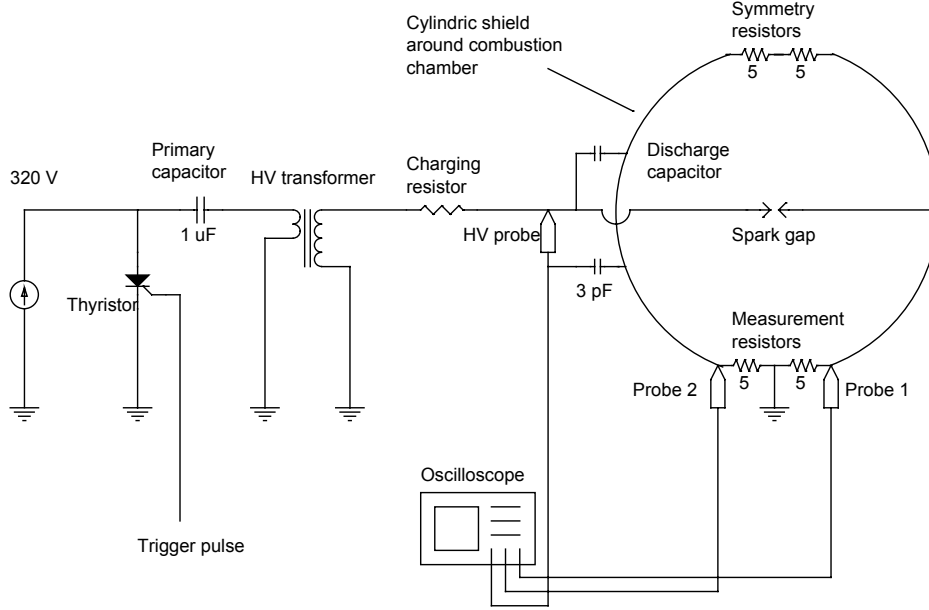 Cylindric shield
around combustion
chamber
Symmetry
resistors
5 5
Primary
capacitor
HV transformer
Charging
resistor
Discharge
capacitor
320 V
1 uF
HV probe
Spark gap
Thyristor
3 pF
Measurement
resistors
5 5
Probe 2
Probe 1
Oscilloscope
Trigger pulse